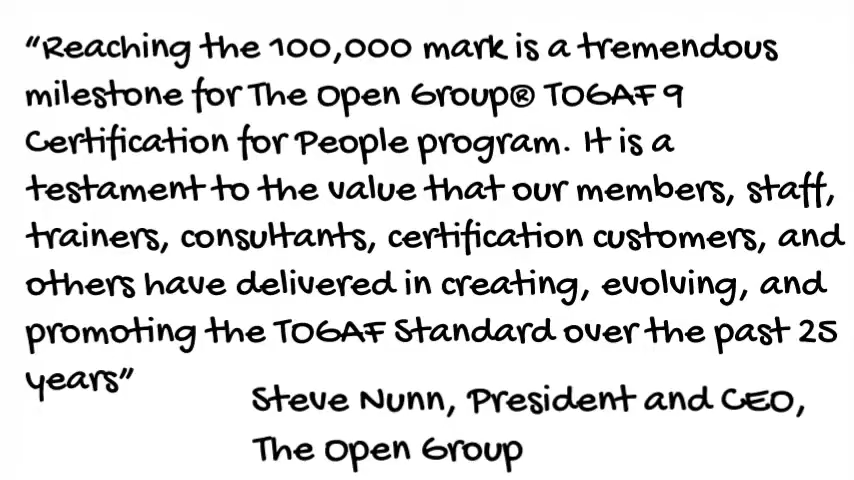 “Reaching the 100,000 mark is a tremendous
milestone for The Open Group® TOGAF 9
Certification for People program. It is a
testament to the value that our members, staff,
trainers, consultants, certification customers, and
others have delivered in creating, evolving, and
promoting the TOGAF Standard over the past 25
years”
Steve Nunn, President and CEO,
The Open Group